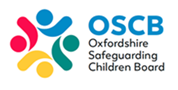 OSCB
Oxfordshire
Safeguarding
Children Board